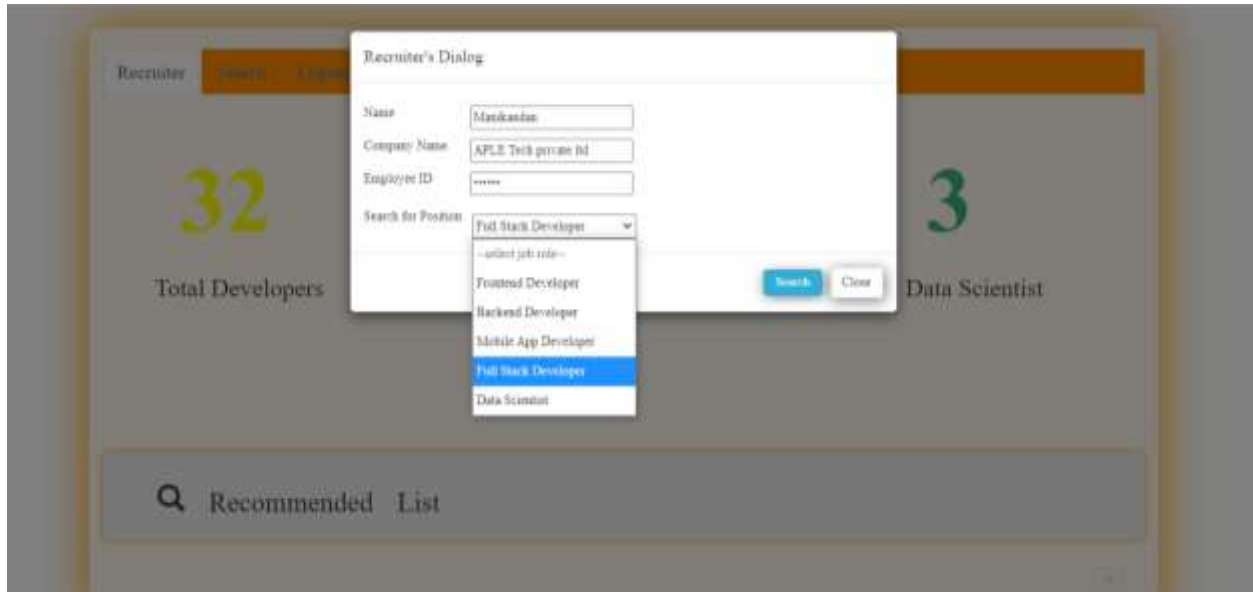 Recruiter's Dialog
Recruiter Search
Name Manikandan
Company Name APLE Tech private ltd
Employee ID ••••••
Search for Position Full Stack Developer
--select job role--
Frontend Developer
Backend Developer
Mobile App Developer
Full Stack Developer
Data Scientist
Search Close
32
Total Developers
3
Data Scientist
Recommended List